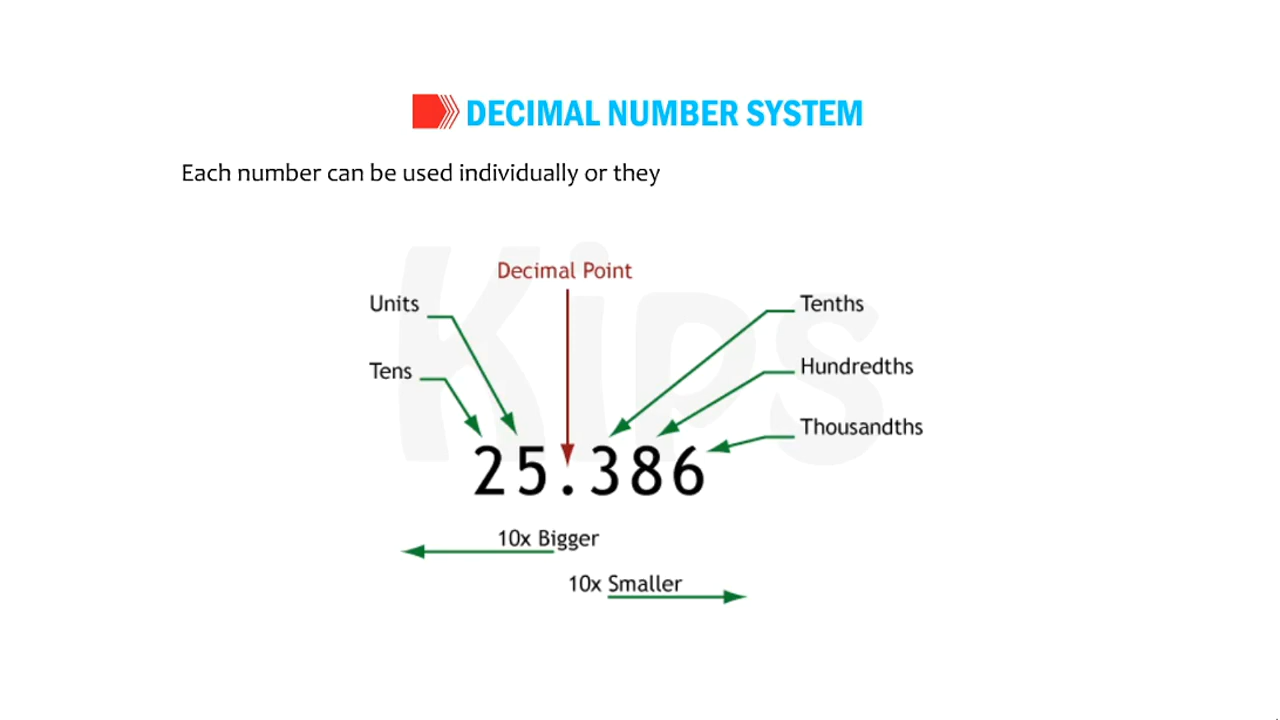 DECIMAL NUMBER SYSTEM
Each number can be used individually or they
Kips
Decimal Point
Units
Tenths
Tens
Hundredths
Thousandths
25.386
10x Bigger
10x Smaller